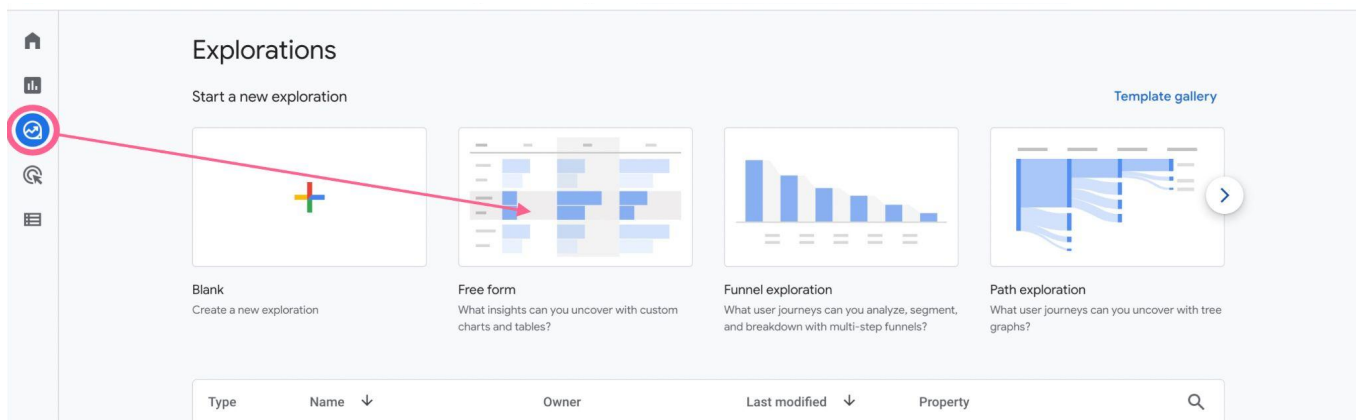 Explorations
Start a new exploration
Template gallery
Blank
Create a new exploration
Free form
What insights can you uncover with custom
charts and tables?
Funnel exploration
What user journeys can you analyze, segment,
and breakdown with multi-step funnels?
Path exploration
What user journeys can you uncover with tree
graphs?
Type Name Owner Last modified Property